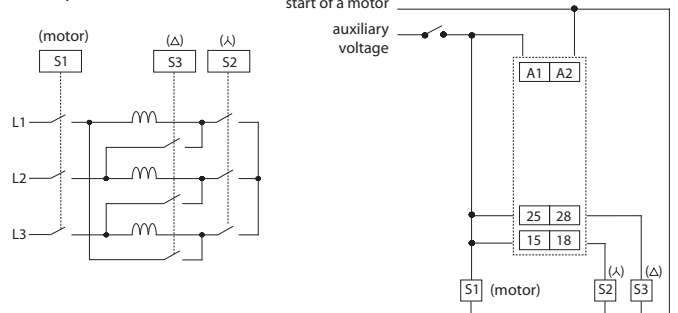 start of a motor
auxiliary
voltage
(motor)
(△)
(⅄)
S1
S3
S2
L1
L2
L3
A1 A2
25 28
15 18
(⅄)
(△)
S1 (motor)
S2
S3